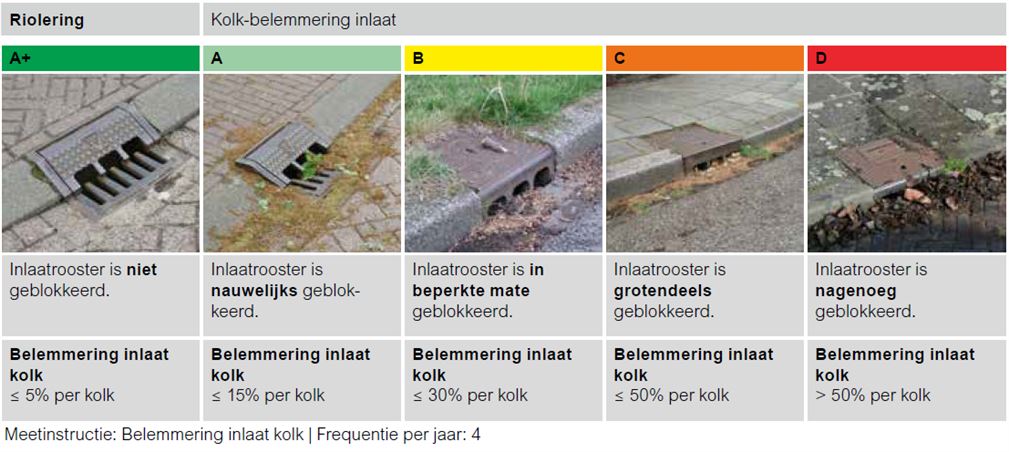 Riolering
Kolk-belemmering inlaat
A+
A
B
C
D
Inlaatrooster is niet
geblokkeerd.
Inlaatrooster is
nauwelijks geblok-
keerd.
Inlaatrooster is in
beperkte mate
geblokkeerd.
Inlaatrooster is
grotendeels
geblokkeerd.
Inlaatrooster is
nagenoeg
geblokkeerd.
Belemmering inlaat
kolk
≤ 5% per kolk
Belemmering inlaat
kolk
≤ 15% per kolk
Belemmering inlaat
kolk
≤ 30% per kolk
Belemmering inlaat
kolk
≤ 50% per kolk
Belemmering inlaat
kolk
> 50% per kolk
Meetinstructie: Belemmering inlaat kolk | Frequentie per jaar: 4